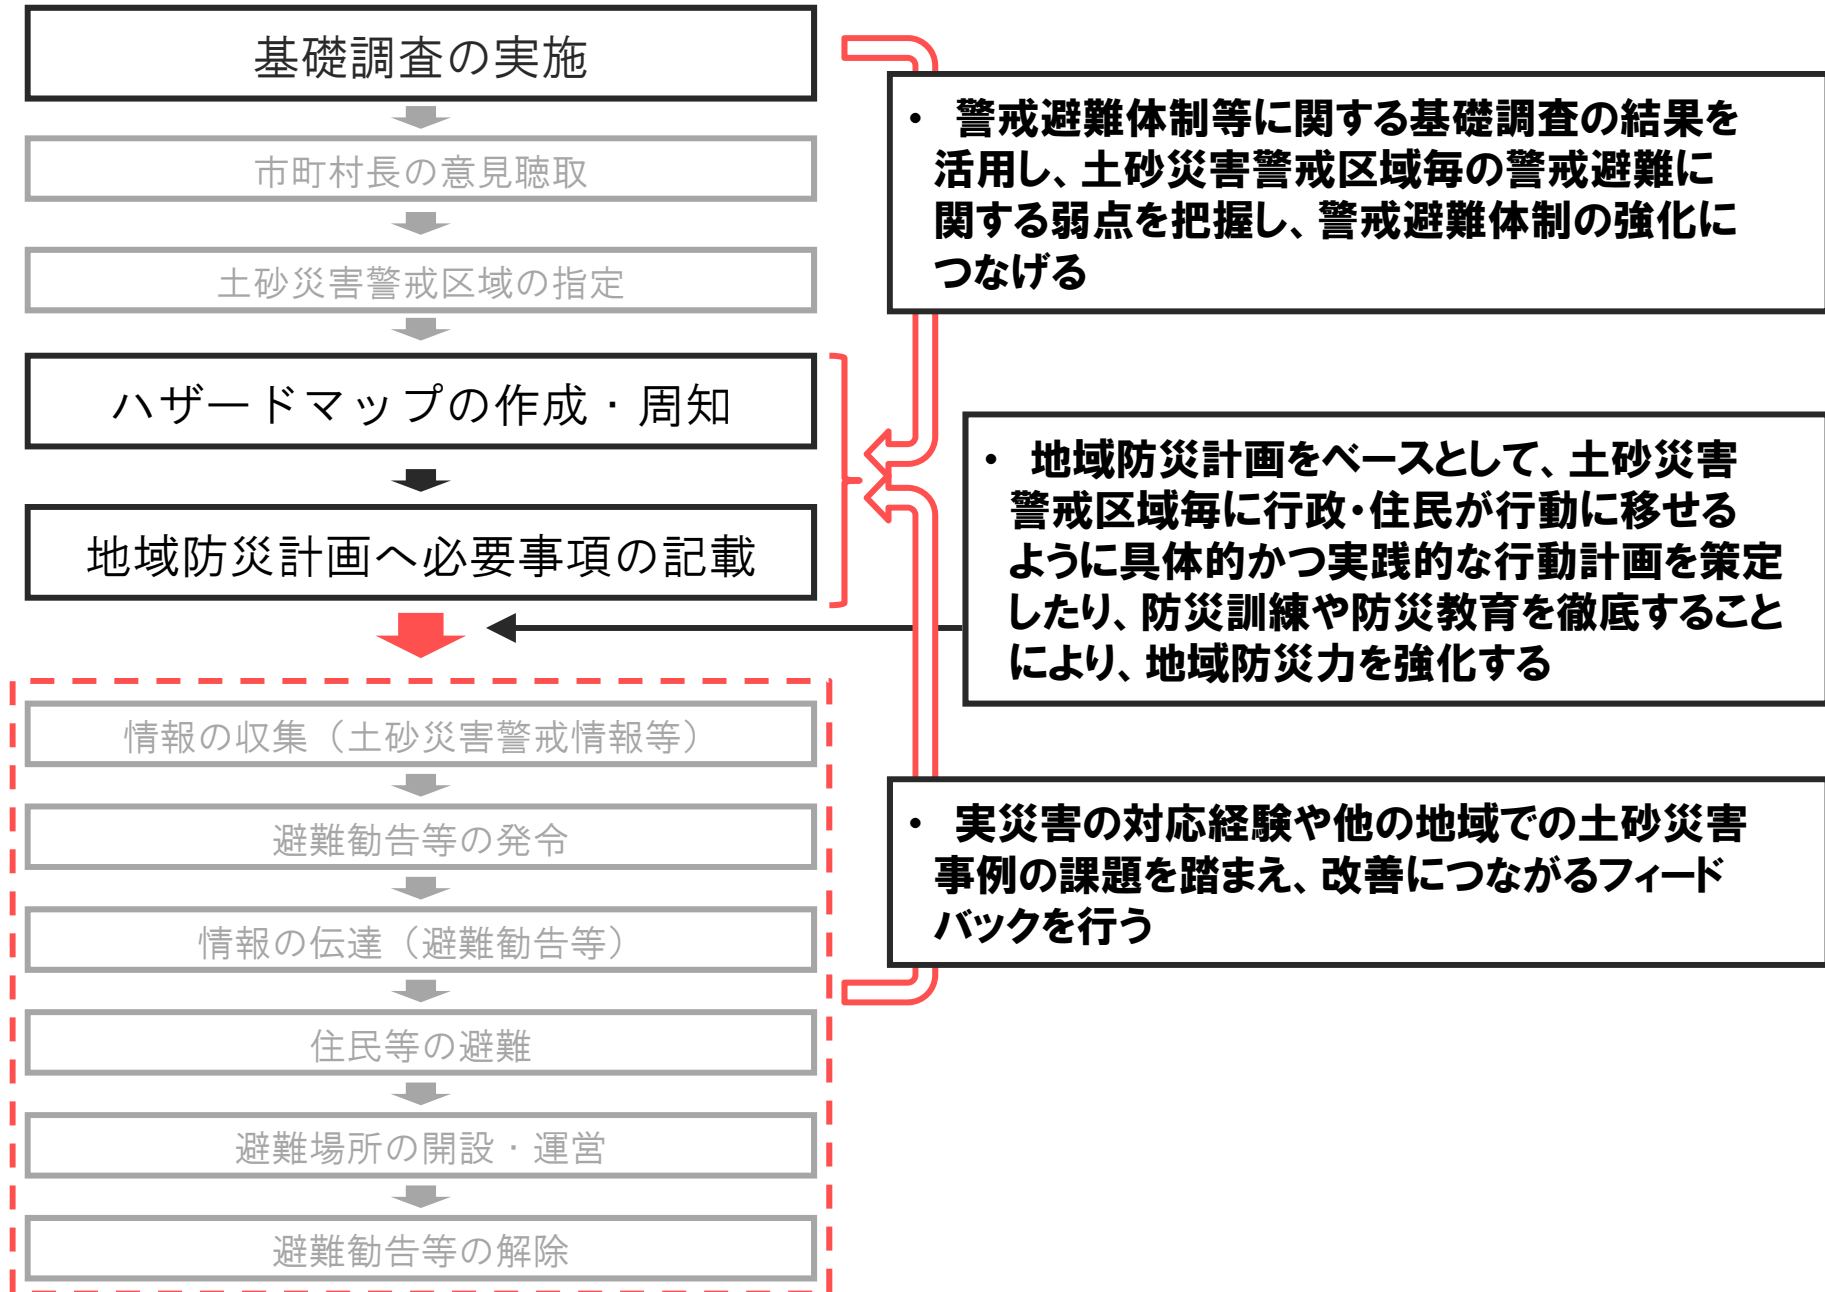 基礎調査の実施
市町村長の意見聴取
土砂災害警戒区域の指定
ハザードマップの作成・周知
地域防災計画へ必要事項の記載
情報の収集（土砂災害警戒情報等）
避難勧告等の発令
情報の伝達（避難勧告等）
住民等の避難
避難場所の開設・運営
避難勧告等の解除
・ 警戒避難体制等に関する基礎調査の結果を
活用し、土砂災害警戒区域毎の警戒避難に
関する弱点を把握し、警戒避難体制の強化に
つなげる
・ 地域防災計画をベースとして、土砂災害
警戒区域毎に行政・住民が行動に移せる
ように具体的かつ実践的な行動計画を策定
したり、防災訓練や防災教育を徹底すること
により、地域防災力を強化する
・ 実災害の対応経験や他の地域での土砂災害
事例の課題を踏まえ、改善につながるフィード
バックを行う